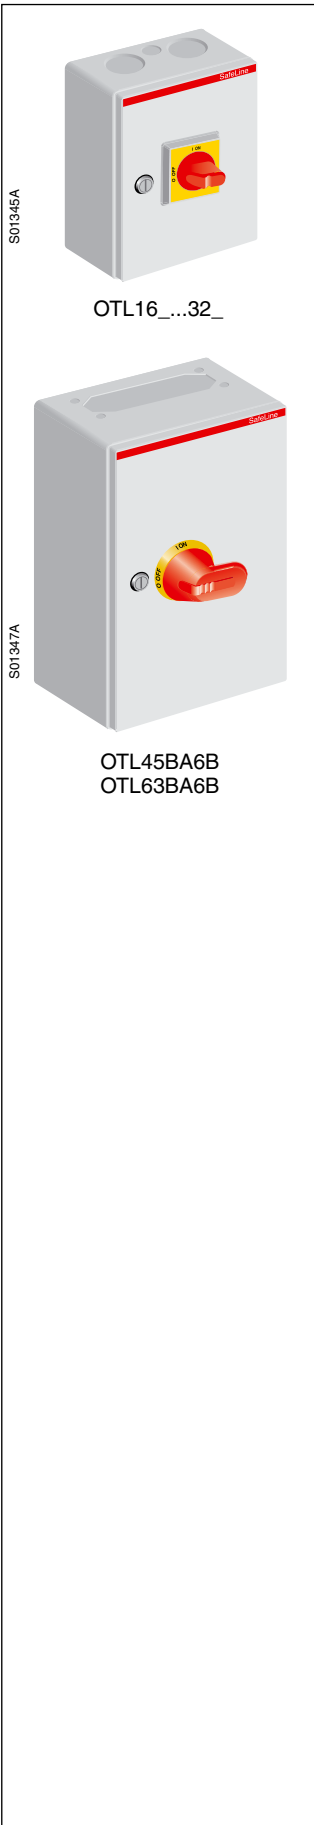 SafeLine
I ON
O OFF
S01345A
OTL16_...32_
SafeLine
I ON
O OFF
S01347A
OTL45BA6B
OTL63BA6B